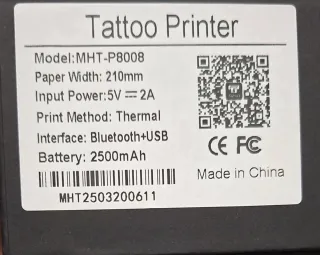 Tattoo Printer
Model:MHT-P8008
Paper Width: 210mm
Input Power:5V⎓2A
Print Method: Thermal
Interface: Bluetooth+USB
Battery: 2500mAh
CE FC
Made in China
MHT2503200611